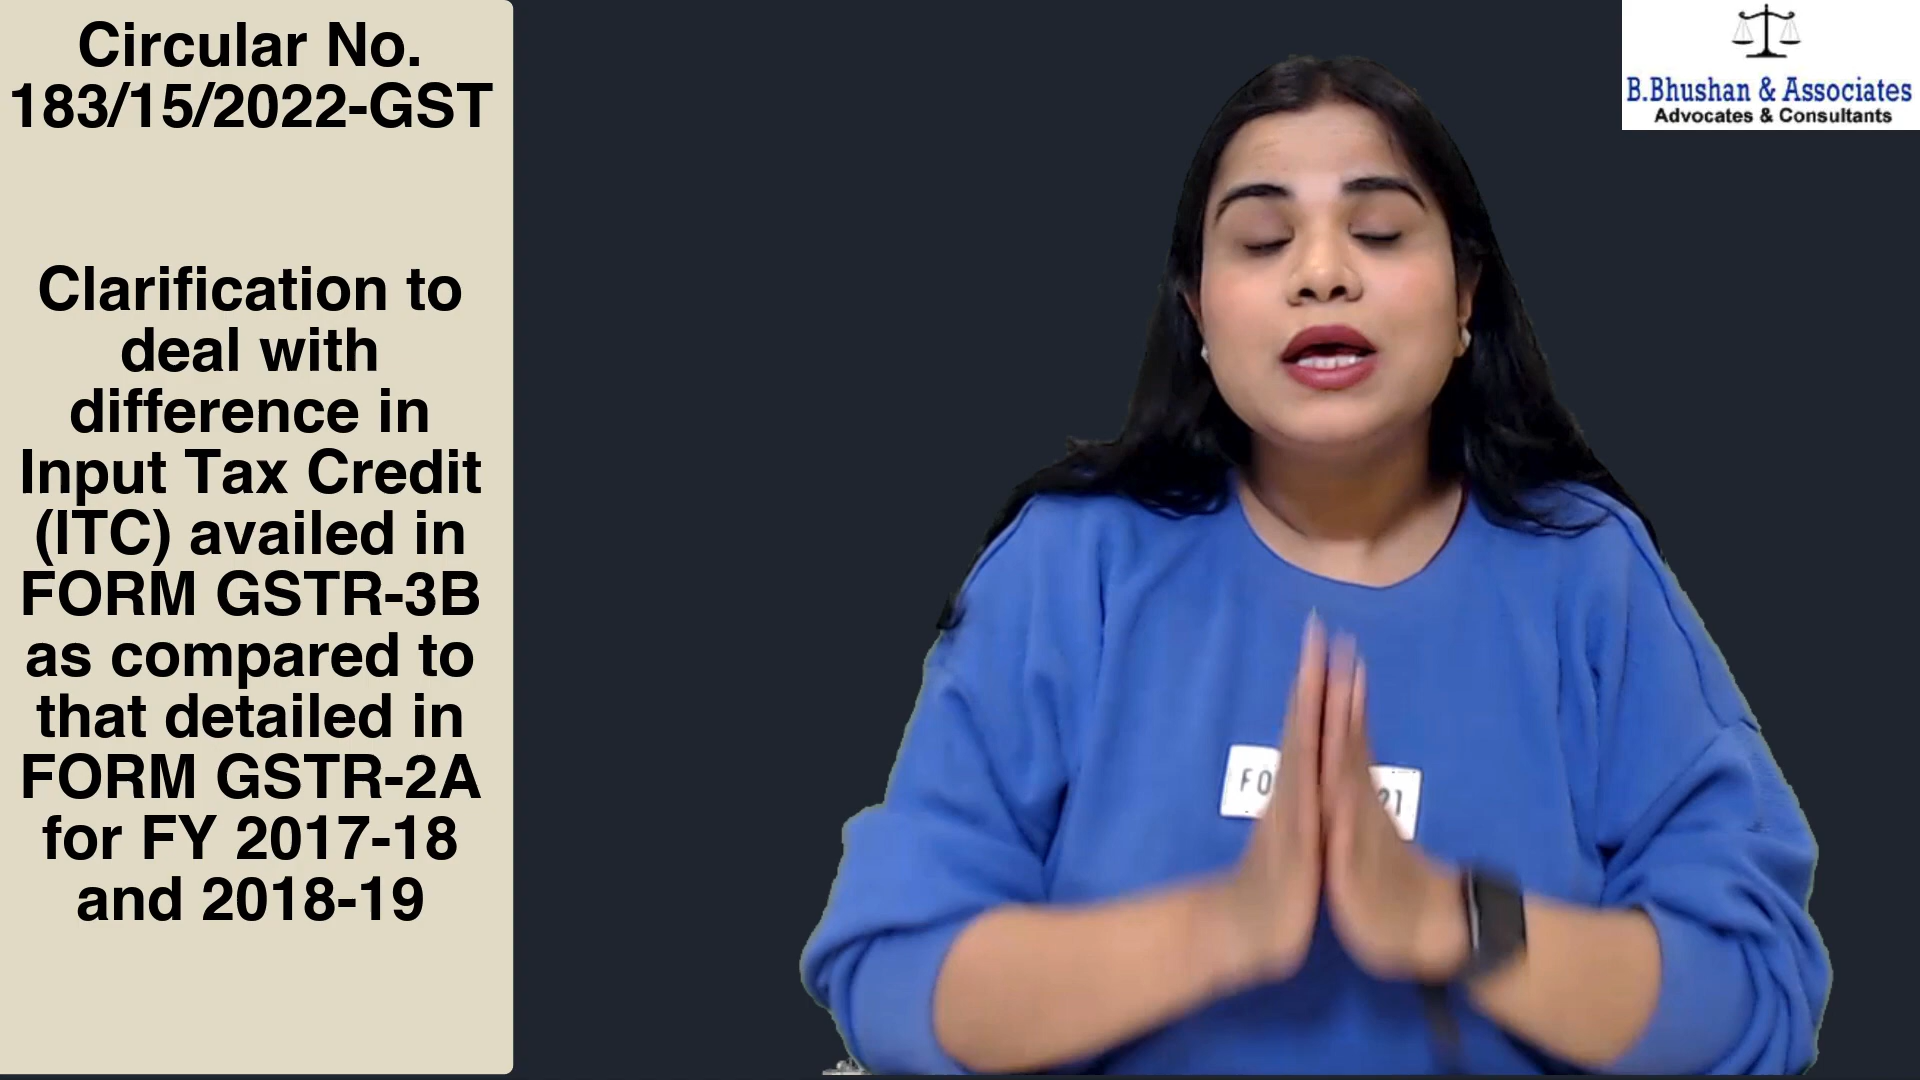 Circular No.
183/15/2022-GST
Clarification to
deal with
difference in
Input Tax Credit
(ITC) availed in
FORM GSTR-3B
as compared to
that detailed in
FORM GSTR-2A
for FY 2017-18
and 2018-19
B.Bhushan & Associates
Advocates & Consultants